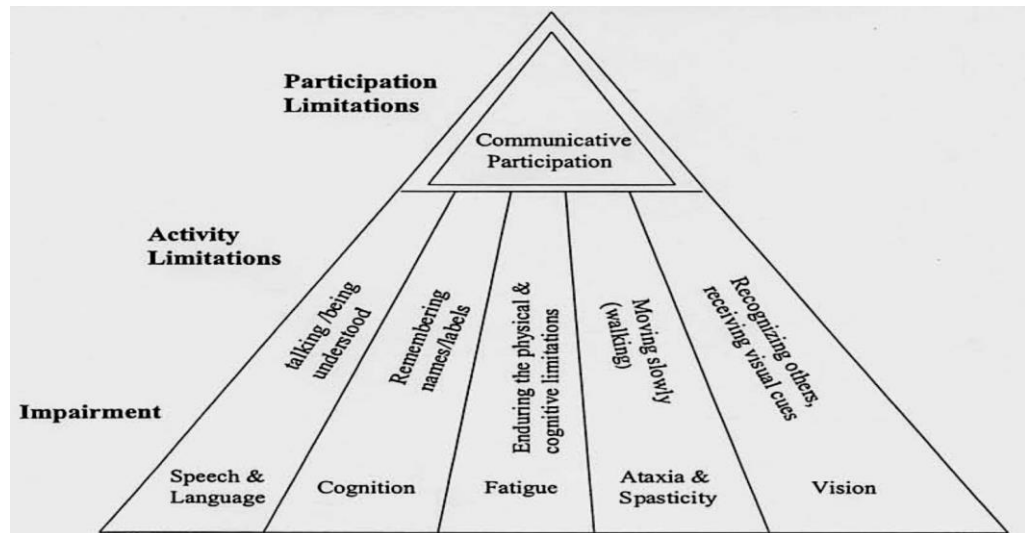 Participation
Limitations
Communicative
Participation
Activity
Limitations
talking /being
understood
Remembering
names/labels
Enduring the physical &
cognitive limitations
Moving slowly
(walking)
Recognizing others,
receiving visual cues
Impairment
Speech &
Language
Cognition
Fatigue
Ataxia &
Spasticity
Vision